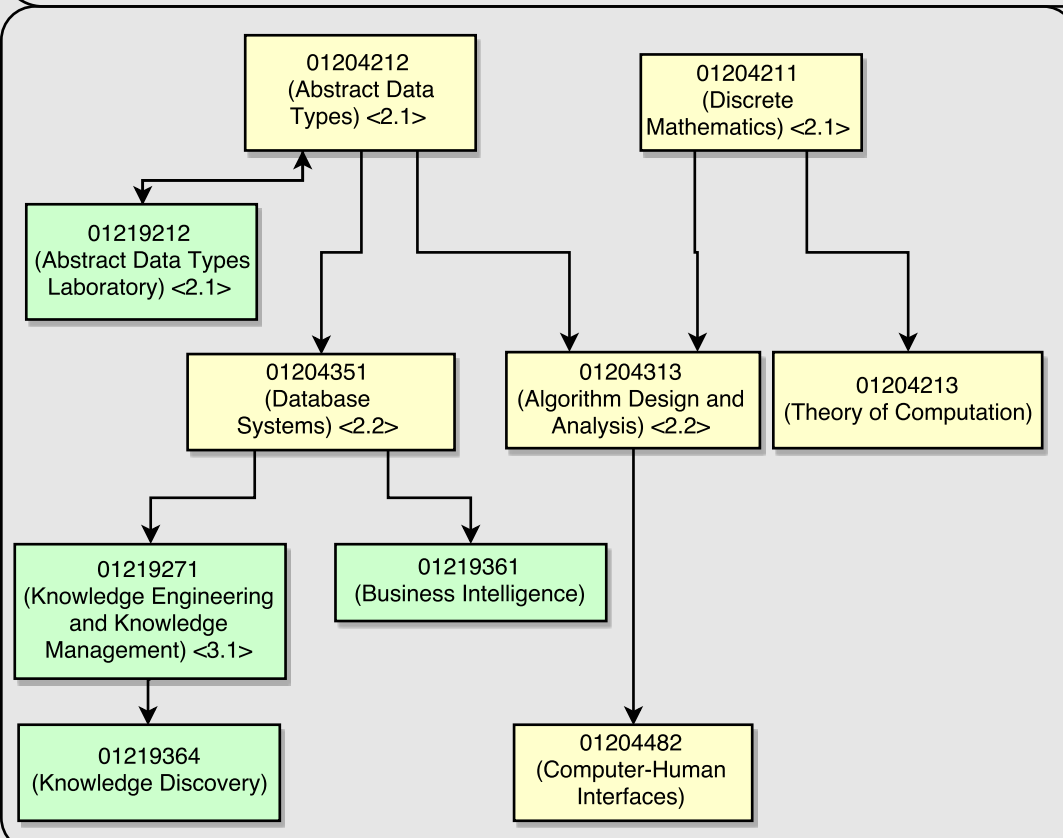 01204212
(Abstract Data
Types) <2.1>
01204211
(Discrete
Mathematics) <2.1>
01219212
(Abstract Data Types
Laboratory) <2.1>
01204351
(Database
Systems) <2.2>
01204313
(Algorithm Design and
Analysis) <2.2>
01204213
(Theory of Computation)
01219271
(Knowledge Engineering
and Knowledge
Management) <3.1>
01219361
(Business Intelligence)
01219364
(Knowledge Discovery)
01204482
(Computer-Human
Interfaces)